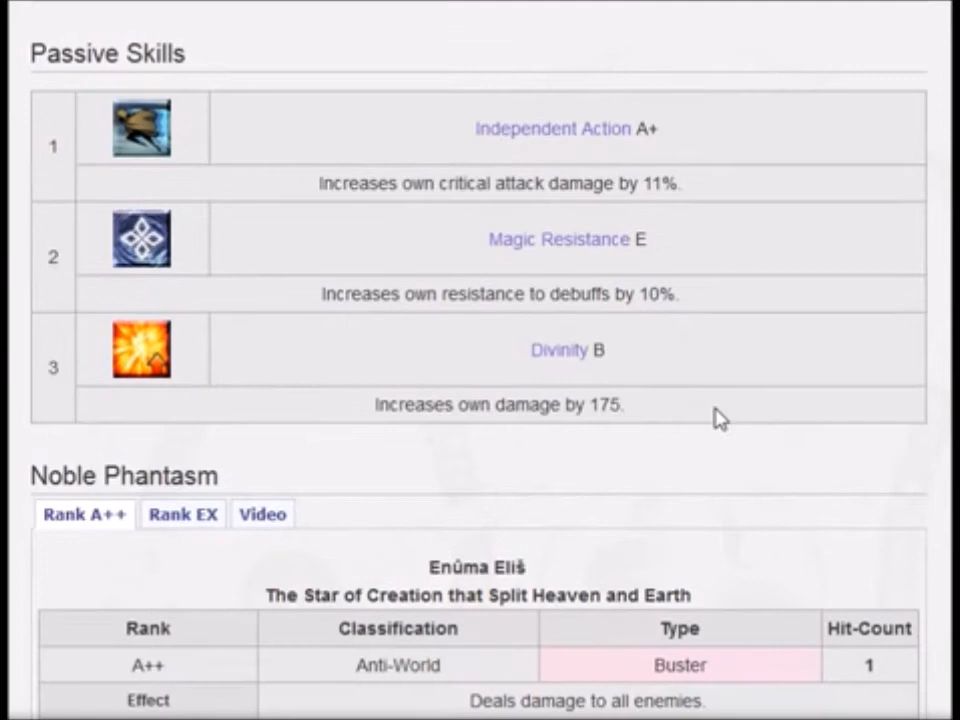 Passive Skills
1
Independent Action A+
Increases own critical attack damage by 11%.
2
Magic Resistance E
Increases own resistance to debuffs by 10%.
3
Divinity B
Increases own damage by 175.
Noble Phantasm
Rank A++ Rank EX Video
Enûma Eliš
The Star of Creation that Split Heaven and Earth
Rank Classification Type Hit-Count
A++ Anti-World Buster 1
Effect Deals damage to all enemies.